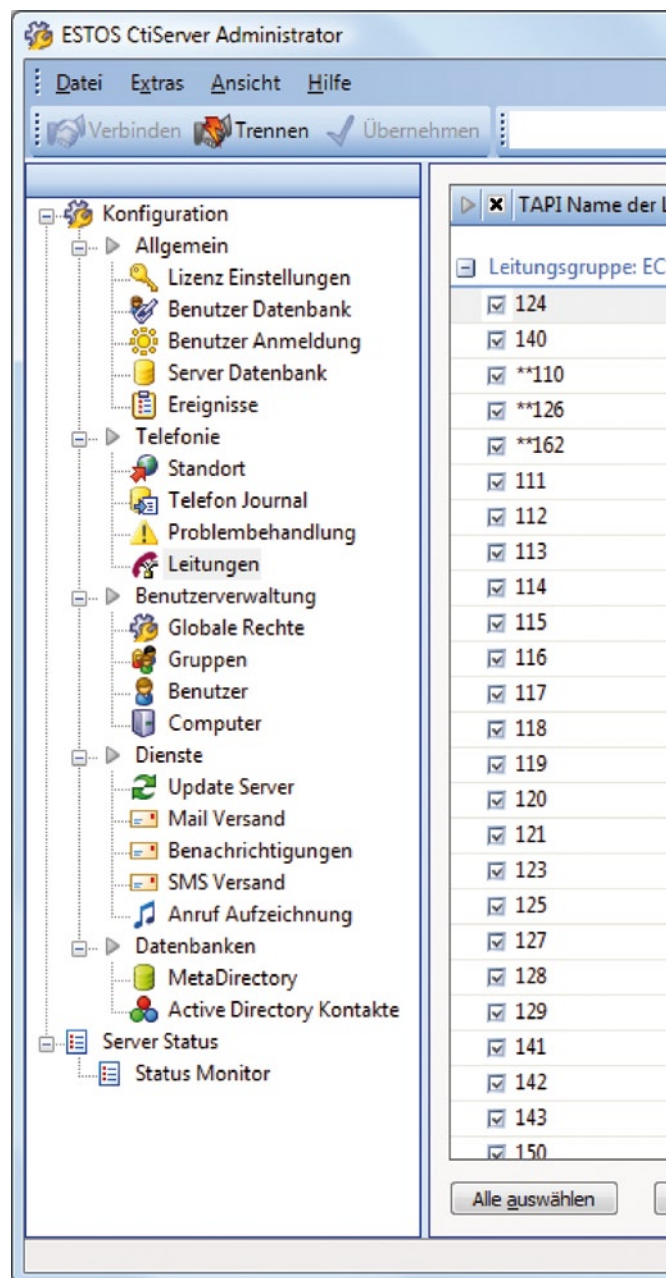 ESTOS CtiServer Administrator
Datei Extras Ansicht Hilfe
Verbinden Trennen Übernehmen
Konfiguration
Allgemein
Lizenz Einstellungen
Benutzer Datenbank
Benutzer Anmeldung
Server Datenbank
Ereignisse
Telefonie
Standort
Telefon Journal
Problembehandlung
Leitungen
Benutzerverwaltung
Globale Rechte
Gruppen
Benutzer
Computer
Dienste
Update Server
Mail Versand
Benachrichtigungen
SMS Versand
Anruf Aufzeichnung
Datenbanken
MetaDirectory
Active Directory Kontakte
Server Status
Status Monitor
TAPI Name der L
Leitungsgruppe: EC
124
140
**110
**126
**162
111
112
113
114
115
116
117
118
119
120
121
123
125
127
128
129
141
142
143
150
Alle auswählen